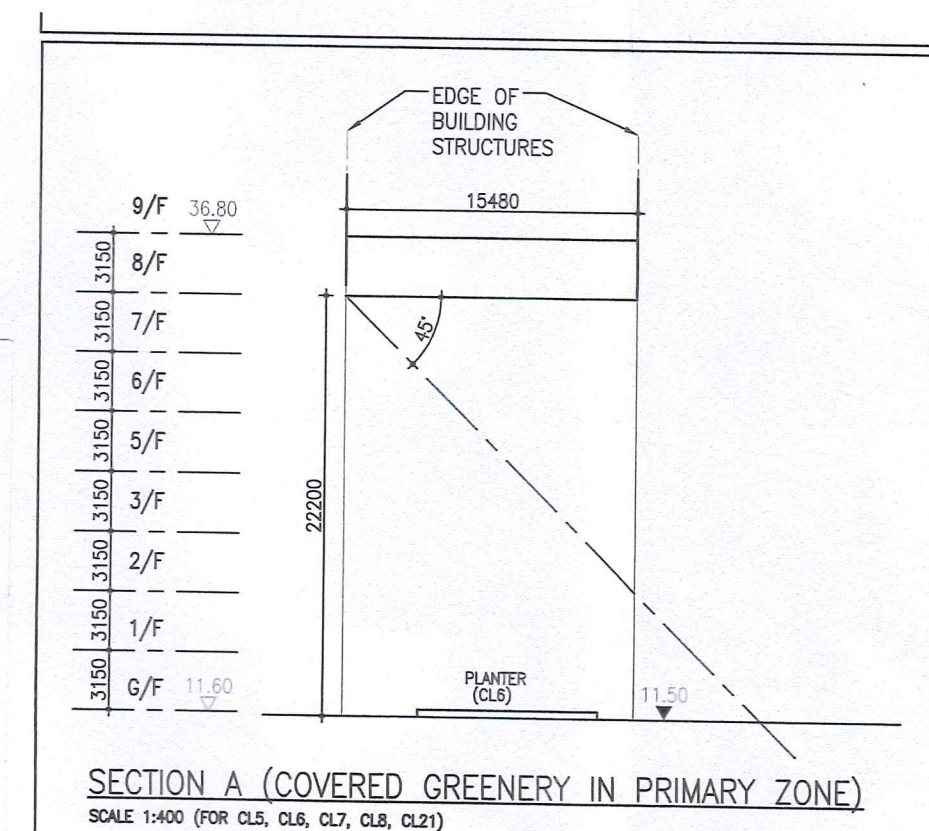 EDGE OF
BUILDING
STRUCTURES
15480
9/F 36.80
3150 8/F
3150 7/F
45°
3150 6/F
3150 5/F
3150 3/F
22200
3150 2/F
3150 1/F
3150 G/F 11.60
PLANTER
(CL6)
11.50
SECTION A (COVERED GREENERY IN PRIMARY ZONE)
SCALE 1:400 (FOR CL5, CL6, CL7, CL8, CL21)